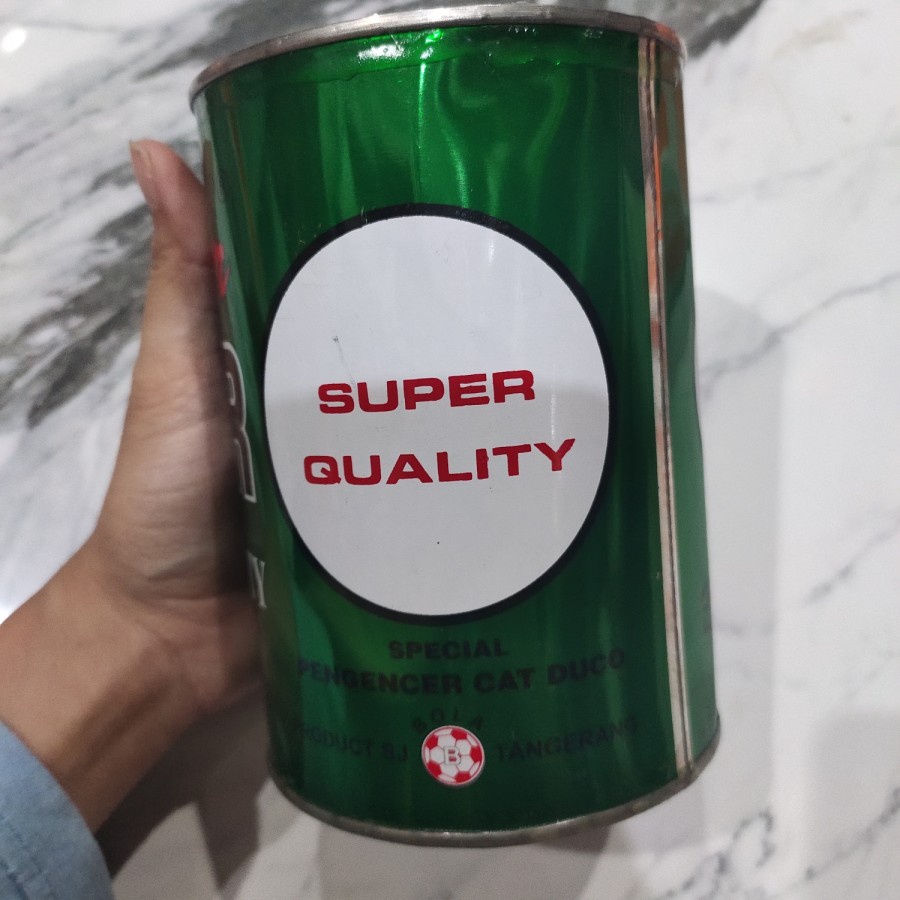 SUPER
QUALITY
SPECIAL
PENGENCER CAT DUCO
BOLA
PRODUCT SJ B TANGERANG